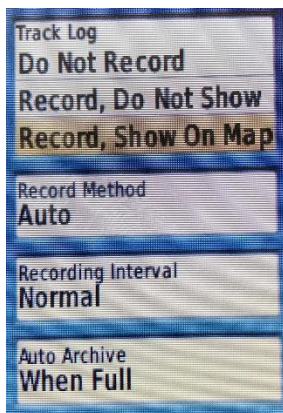 Track Log
Do Not Record
Record, Do Not Show
Record, Show On Map
Record Method
Auto
Recording Interval
Normal
Auto Archive
When Full